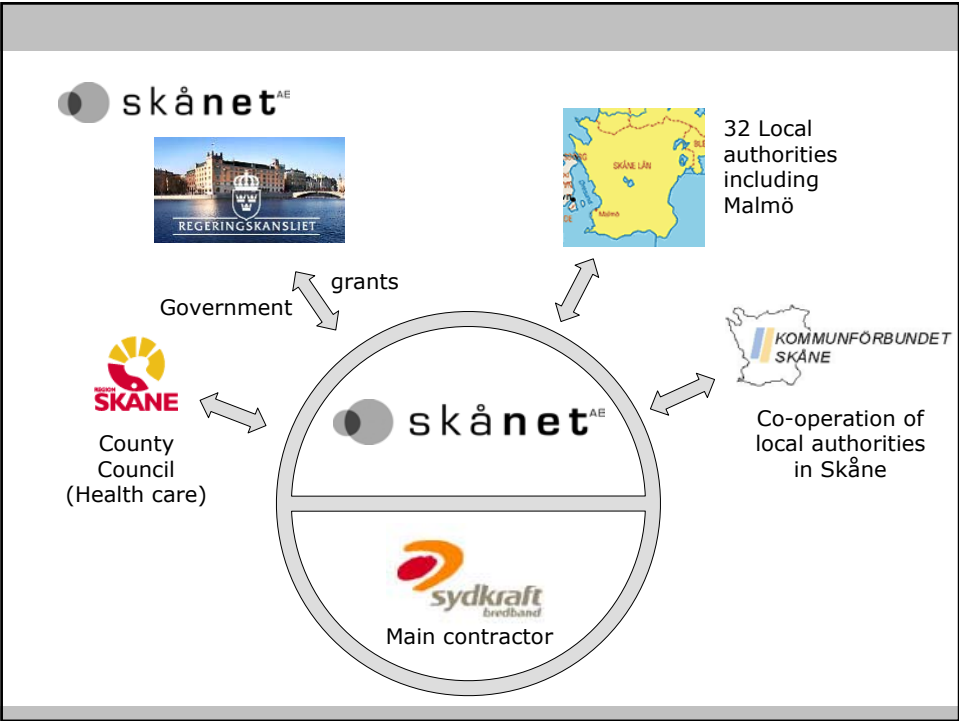 skånet AE
REGERINGSKANSLIET
SKÅNE LÄN
Malmö
32 Local
authorities
including
Malmö
grants
Government
KOMMUNFÖRBUNDET
SKÅNE
REGION
SKÅNE
skånet AE
Co-operation of
local authorities
in Skåne
County
Council
(Health care)
sydkraft
bredband
Main contractor